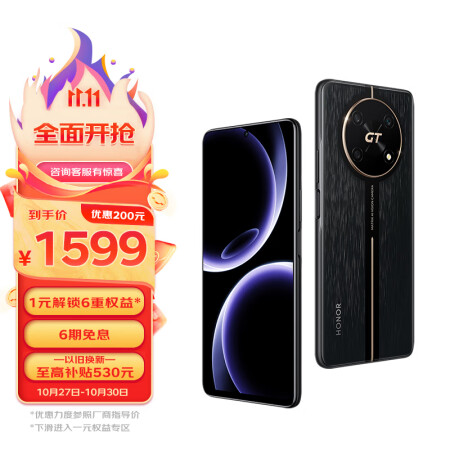 11.11
全面开抢
咨询客服有惊喜
到手价
优惠200元
¥1599
1元解锁6重权益*
6期免息
以旧换新
至高补贴530元
10月27日-10月30日
*优惠力度参照厂商指导价
*下滑进入一元权益专区
GT
HONOR